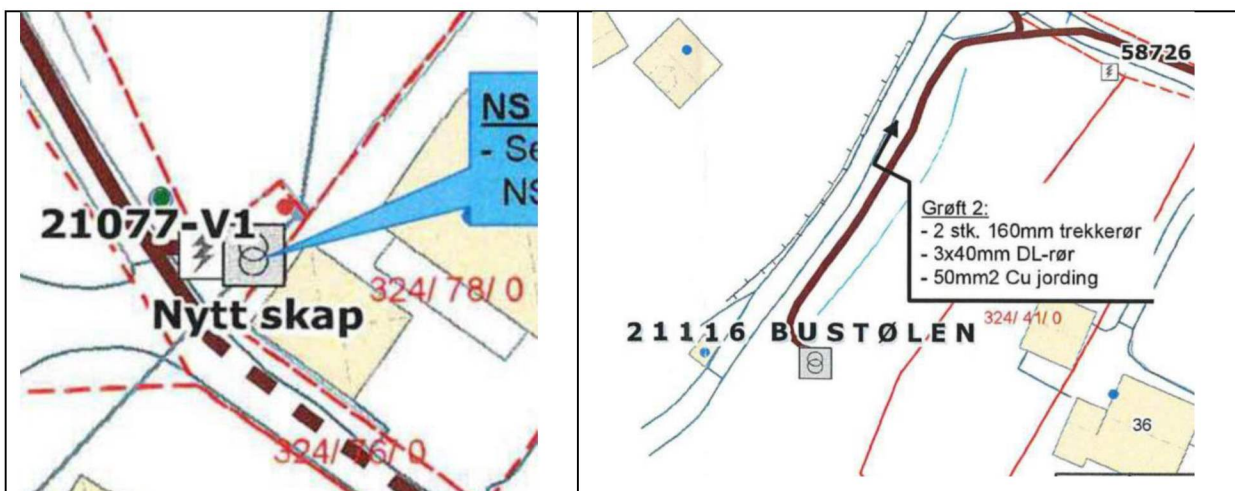 NS
- Se
NS
21077-V1
324/ 78/ 0
Nytt skap
324/ 76/ 0
58726
Grøft 2:
- 2 stk. 160mm trekkerør
- 3x40mm DL-rør
- 50mm2 Cu jording
324/ 41/ 0
21116 BUSTØLEN
36